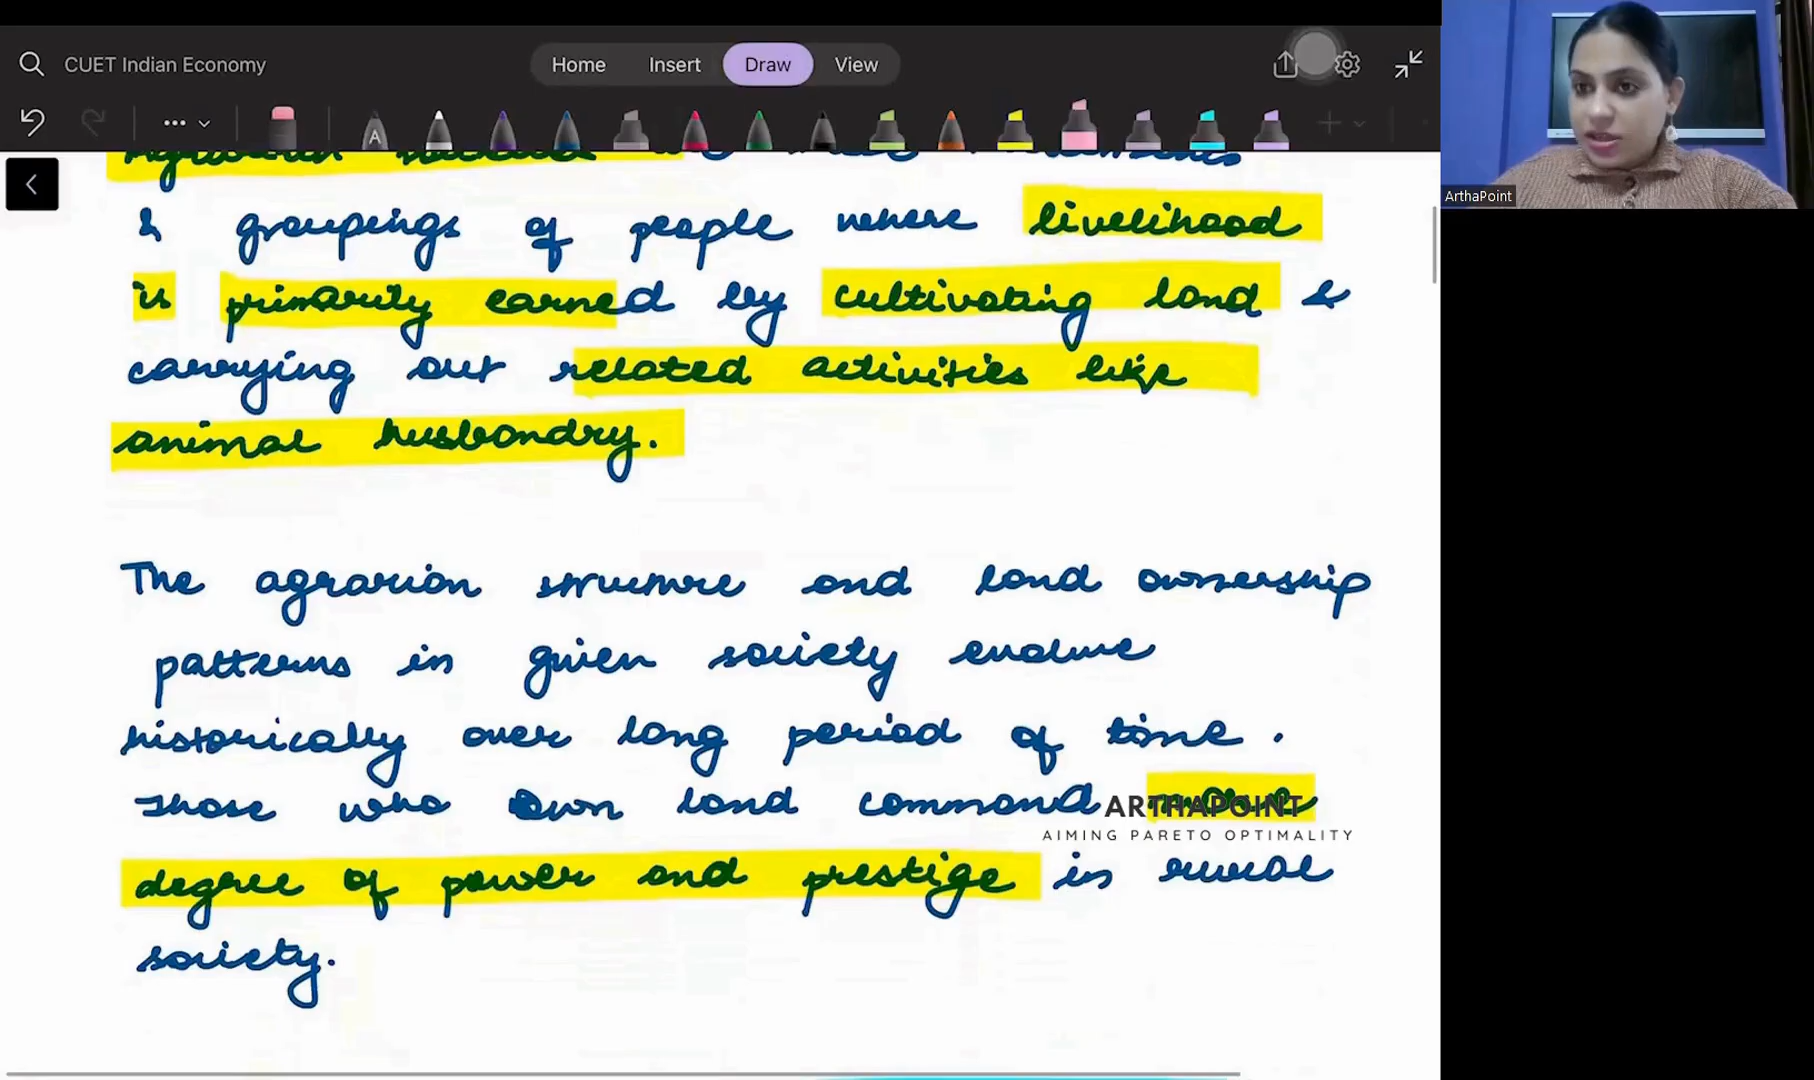 CUET Indian Economy
Home Insert Draw View
A
agrarian societies
& groupings of people where livelihood
is primarily earned by cultivating land &
carrying out related activities like
animal husbandry.
The agrarian structure and land ownership
patterns in given society evolve
historically over long period of time.
Those who own land command more
degree of power and prestige in rural
society.
ARTHAPOINT
AIMING PARETO OPTIMALITY
ArthaPoint